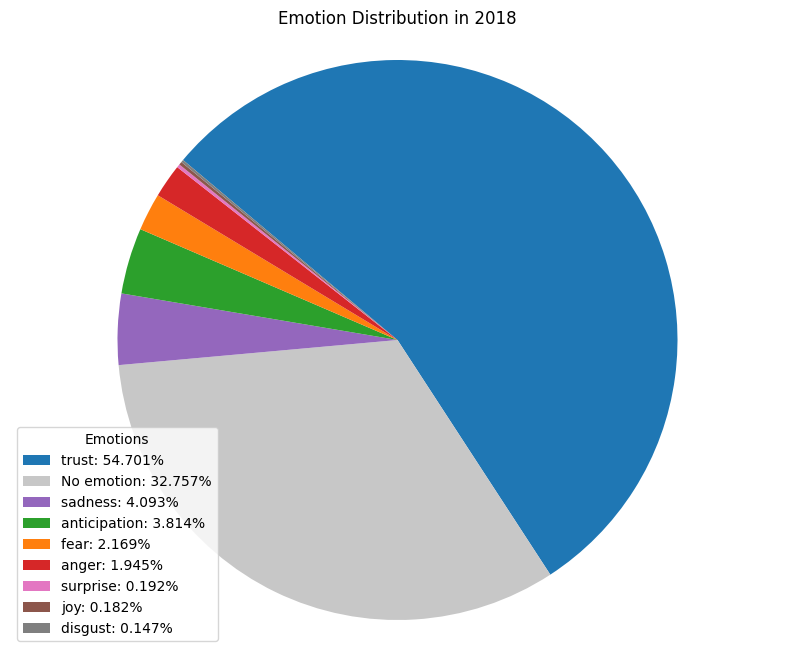 Emotion Distribution in 2018
Emotions
trust: 54.701%
No emotion: 32.757%
sadness: 4.093%
anticipation: 3.814%
fear: 2.169%
anger: 1.945%
surprise: 0.192%
joy: 0.182%
disgust: 0.147%